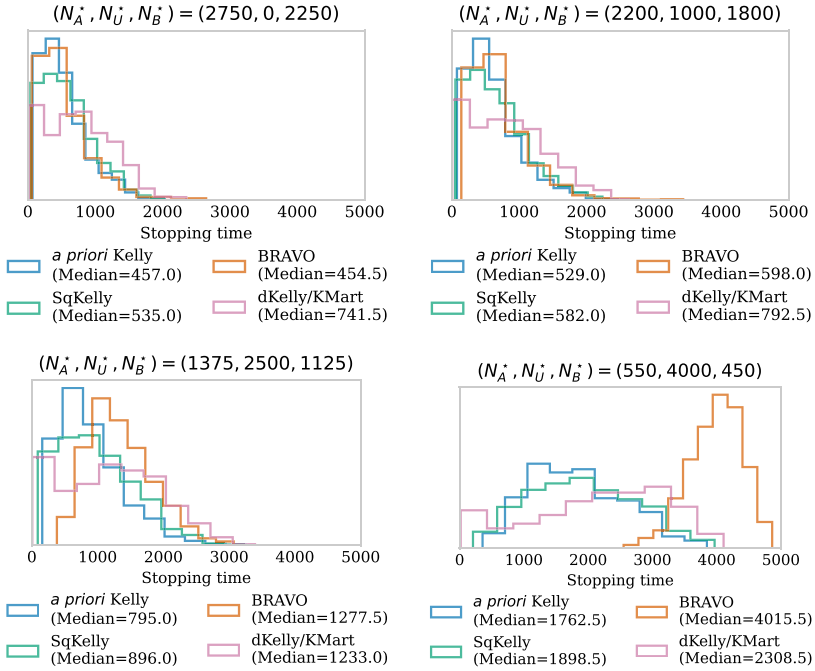 (N_A^⋆, N_U^⋆, N_B^⋆) = (2750, 0, 2250)
0 1000 2000 3000 4000 5000
Stopping time
a priori Kelly
(Median=457.0)
BRAVO
(Median=454.5)
SqKelly
(Median=535.0)
dKelly/KMart
(Median=741.5)
(N_A^⋆, N_U^⋆, N_B^⋆) = (2200, 1000, 1800)
0 1000 2000 3000 4000 5000
Stopping time
a priori Kelly
(Median=529.0)
BRAVO
(Median=598.0)
SqKelly
(Median=582.0)
dKelly/KMart
(Median=792.5)
(N_A^⋆, N_U^⋆, N_B^⋆) = (1375, 2500, 1125)
0 1000 2000 3000 4000 5000
Stopping time
a priori Kelly
(Median=795.0)
BRAVO
(Median=1277.5)
SqKelly
(Median=896.0)
dKelly/KMart
(Median=1233.0)
(N_A^⋆, N_U^⋆, N_B^⋆) = (550, 4000, 450)
0 1000 2000 3000 4000 5000
Stopping time
a priori Kelly
(Median=1762.5)
BRAVO
(Median=4015.5)
SqKelly
(Median=1898.5)
dKelly/KMart
(Median=2308.5)